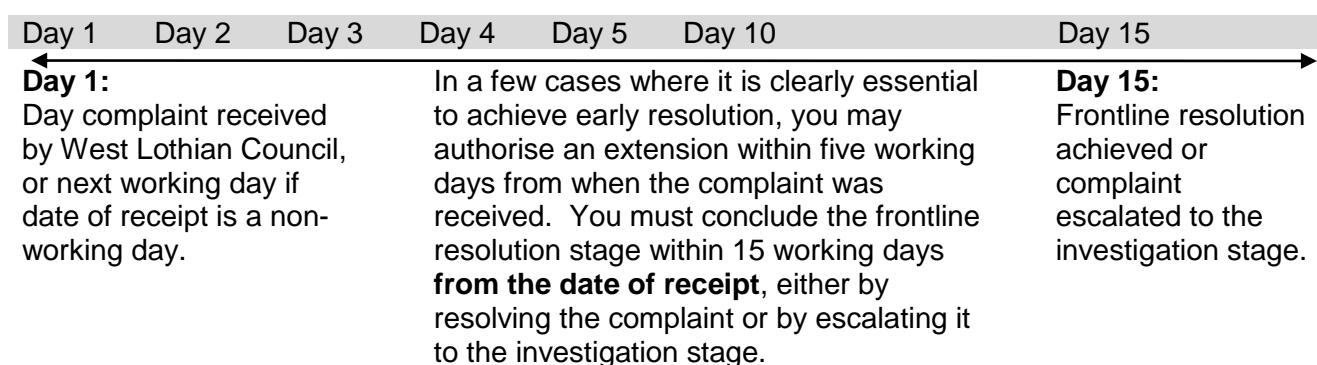 Day 1 Day 2 Day 3 Day 4 Day 5 Day 10 Day 15
Day 1:
Day complaint received
by West Lothian Council,
or next working day if
date of receipt is a non-
working day.
In a few cases where it is clearly essential
to achieve early resolution, you may
authorise an extension within five working
days from when the complaint was
received.  You must conclude the frontline
resolution stage within 15 working days
from the date of receipt, either by
resolving the complaint or by escalating it
to the investigation stage.
Day 15:
Frontline resolution
achieved or
complaint
escalated to the
investigation stage.